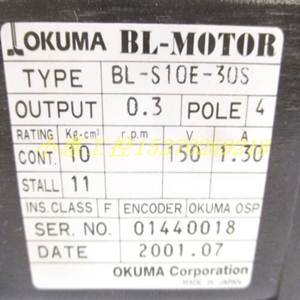 OKUMA BL-MOTOR
TYPE BL-S10E-30S
OUTPUT 0.3 POLE 4
RATING Kg-cm² r.p.m V A
CONT. 10 150 1.30
STALL 11
INS.CLASS F ENCODER OKUMA OSP
SER. NO. 01440018
DATE 2001.07
OKUMA Corporation
MADE IN JAPAN